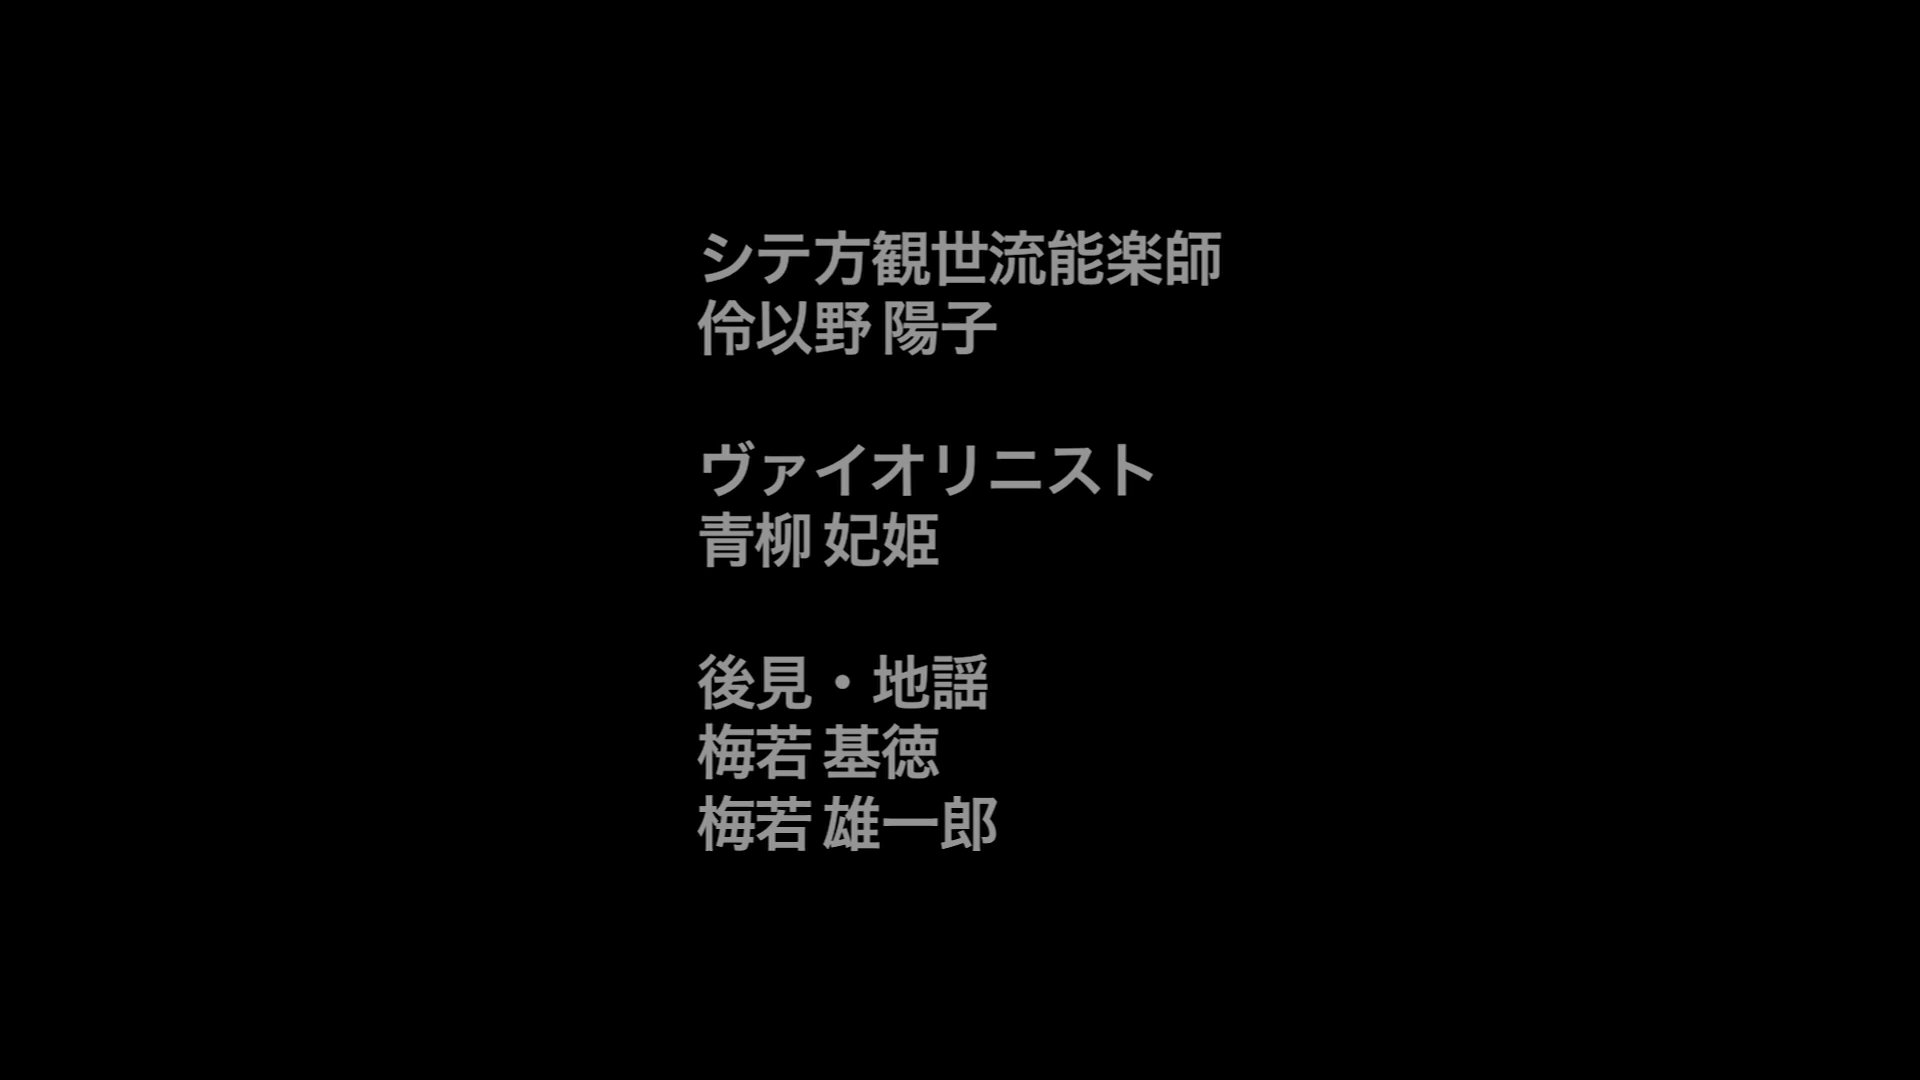 シテ方観世流能楽師
伶以野 陽子

ヴァイオリニスト
青柳 妃姫

後見・地謡
梅若 基徳
梅若 雄一郎